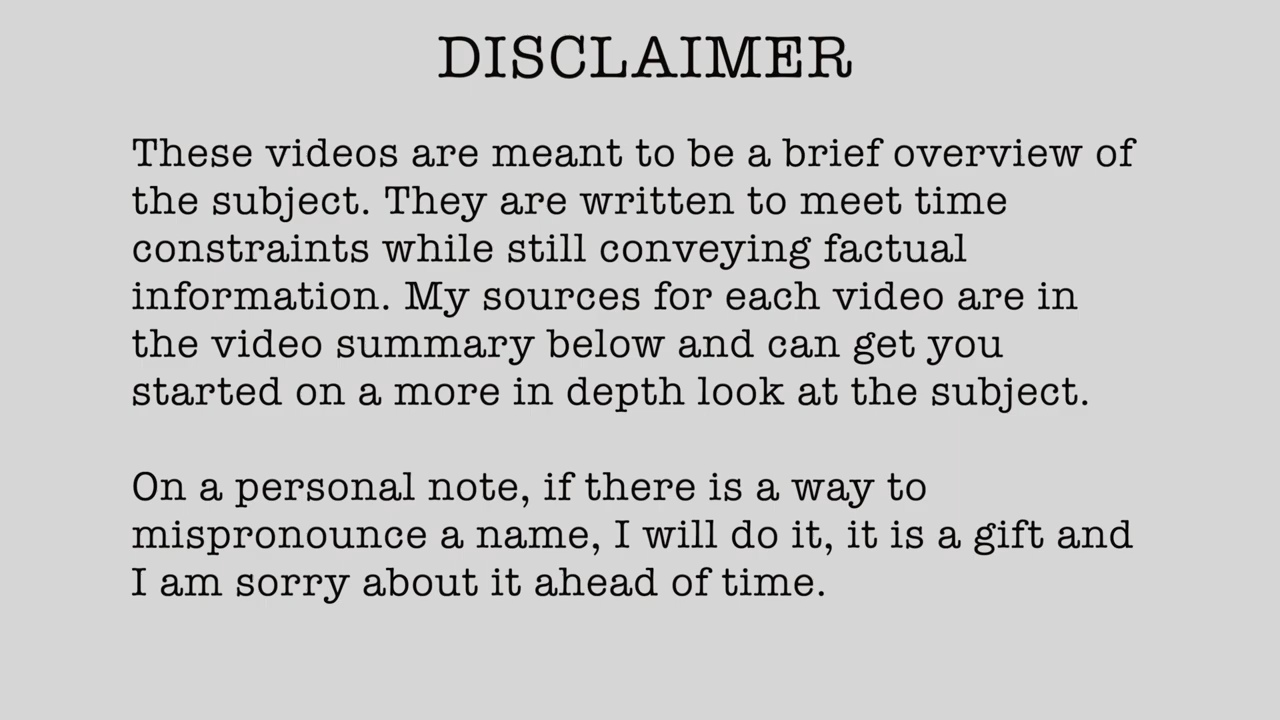 DISCLAIMER
These videos are meant to be a brief overview of
the subject. They are written to meet time
constraints while still conveying factual
information. My sources for each video are in
the video summary below and can get you
started on a more in depth look at the subject.
On a personal note, if there is a way to
mispronounce a name, I will do it, it is a gift and
I am sorry about it ahead of time.